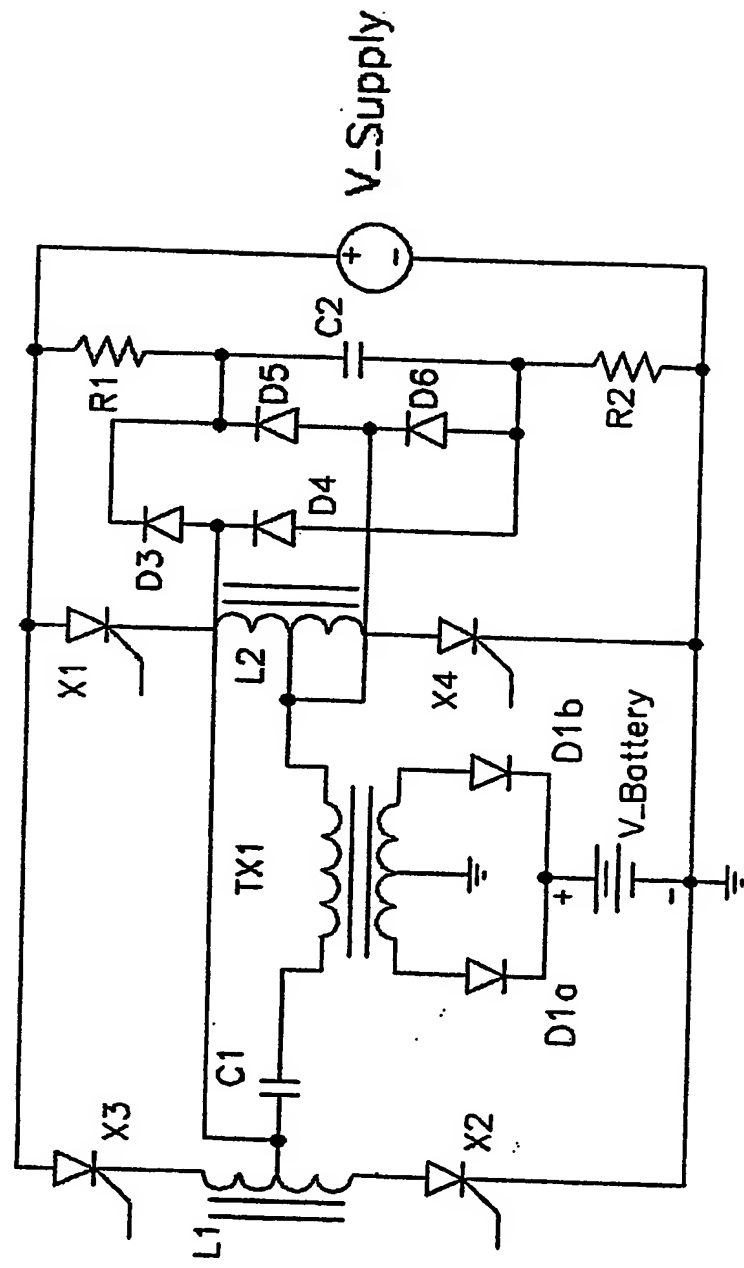 V_Supply
+
-
R1
C2
D5
D6
R2
D3
D4
X1
L2
X4
TX1
D1b
V_Battery
+
-
D1a
C1
X3
X2
L1